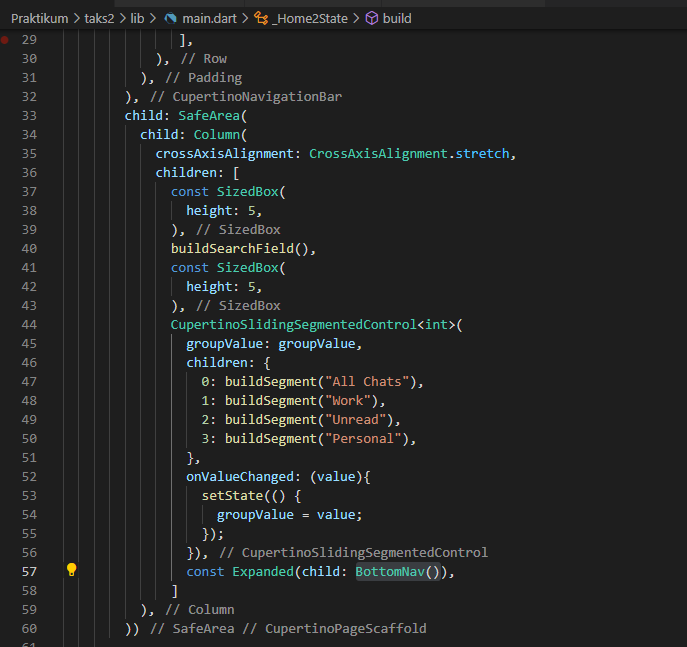 Praktikum > taks2 > lib > main.dart > _Home2State > build
29 ],
30 ), // Row
31 ), // Padding
32 ), // CupertinoNavigationBar
33 child: SafeArea(
34 child: Column(
35 crossAxisAlignment: CrossAxisAlignment.stretch,
36 children: [
37 const SizedBox(
38 height: 5,
39 ), // SizedBox
40 buildSearchField(),
41 const SizedBox(
42 height: 5,
43 ), // SizedBox
44 CupertinoSlidingSegmentedControl<int>(
45 groupValue: groupValue,
46 children: {
47 0: buildSegment("All Chats"),
48 1: buildSegment("Work"),
49 2: buildSegment("Unread"),
50 3: buildSegment("Personal"),
51 },
52 onValueChanged: (value){
53 setState(() {
54 groupValue = value;
55 });
56 }), // CupertinoSlidingSegmentedControl
57 const Expanded(child: BottomNav()),
58 ]
59 ), // Column
60 )) // SafeArea // CupertinoPageScaffold